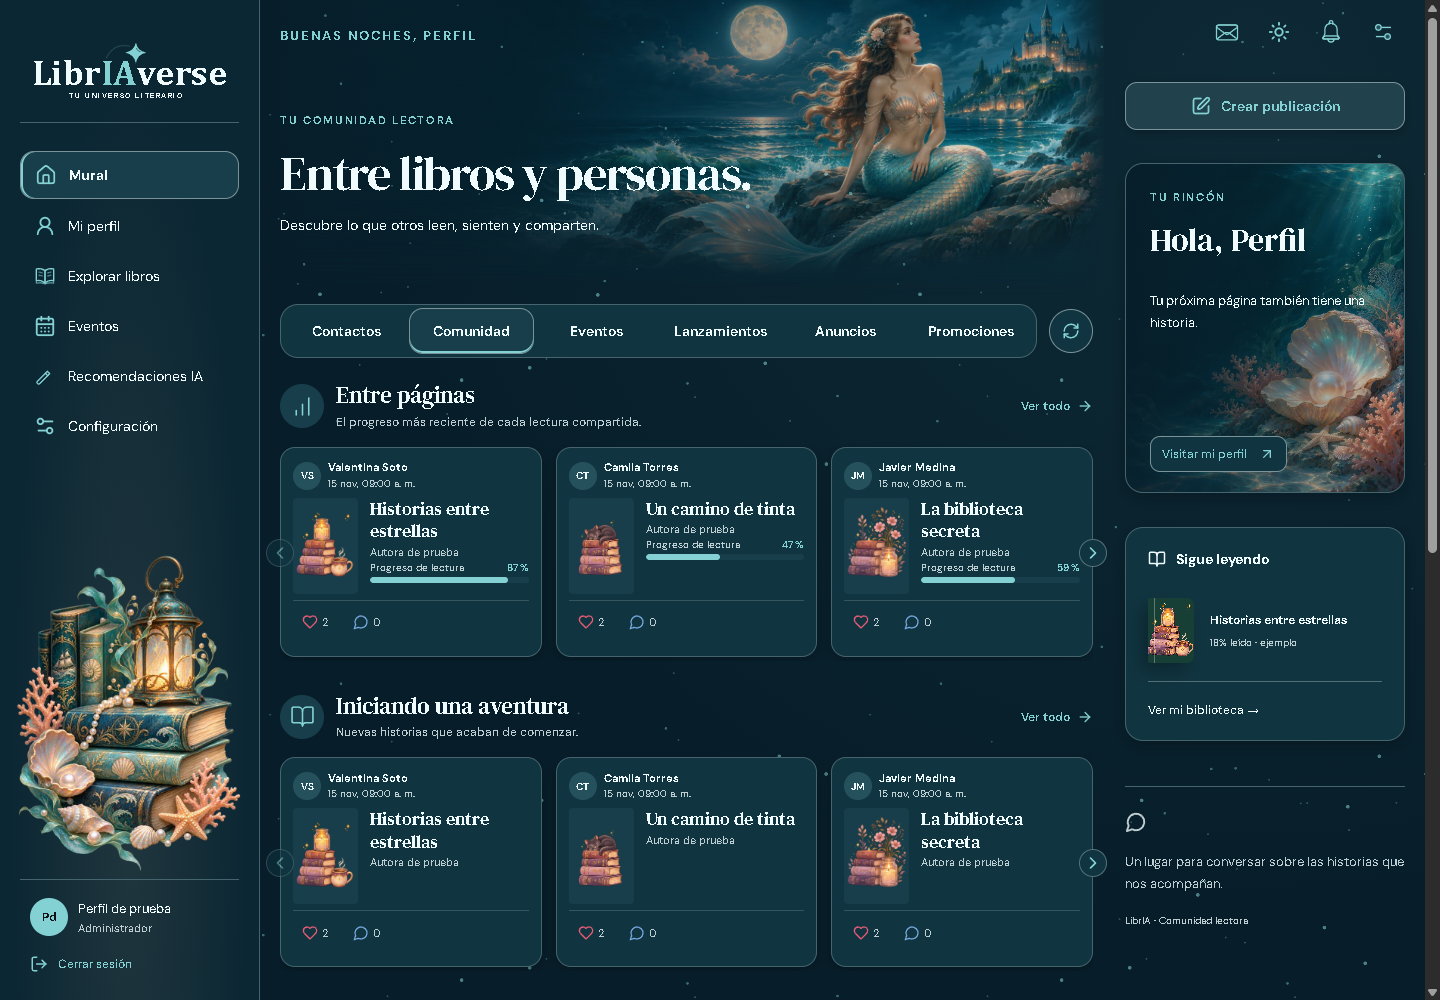 LibrIAverse
TU UNIVERSO LITERARIO
Mural
Mi perfil
Explorar libros
Eventos
Recomendaciones IA
Configuración
Pd
Perfil de prueba
Administrador
Cerrar sesión
BUENAS NOCHES, PERFIL
TU COMUNIDAD LECTORA
Entre libros y personas.
Descubre lo que otros leen, sienten y comparten.
Contactos
Comunidad
Eventos
Lanzamientos
Anuncios
Promociones
Entre páginas
El progreso más reciente de cada lectura compartida.
Ver todo →
VS
Valentina Soto
15 nov, 09:00 a. m.
Historias entre
estrellas
Autora de prueba
Progreso de lectura 87%
2 0
CT
Camila Torres
15 nov, 09:00 a. m.
Un camino de tinta
Autora de prueba
Progreso de lectura 47%
2 0
JM
Javier Medina
15 nov, 09:00 a. m.
La biblioteca
secreta
Autora de prueba
Progreso de lectura 59%
2 0
Iniciando una aventura
Nuevas historias que acaban de comenzar.
Ver todo →
VS
Valentina Soto
15 nov, 09:00 a. m.
Historias entre
estrellas
Autora de prueba
2 0
CT
Camila Torres
15 nov, 09:00 a. m.
Un camino de tinta
Autora de prueba
2 0
JM
Javier Medina
15 nov, 09:00 a. m.
La biblioteca
secreta
Autora de prueba
2 0
Crear publicación
TU RINCÓN
Hola, Perfil
Tu próxima página también tiene una
historia.
Visitar mi perfil
Sigue leyendo
Historias entre estrellas
18% leído · ejemplo
Ver mi biblioteca →
Un lugar para conversar sobre las historias que
nos acompañan.
LibrIA · Comunidad lectora